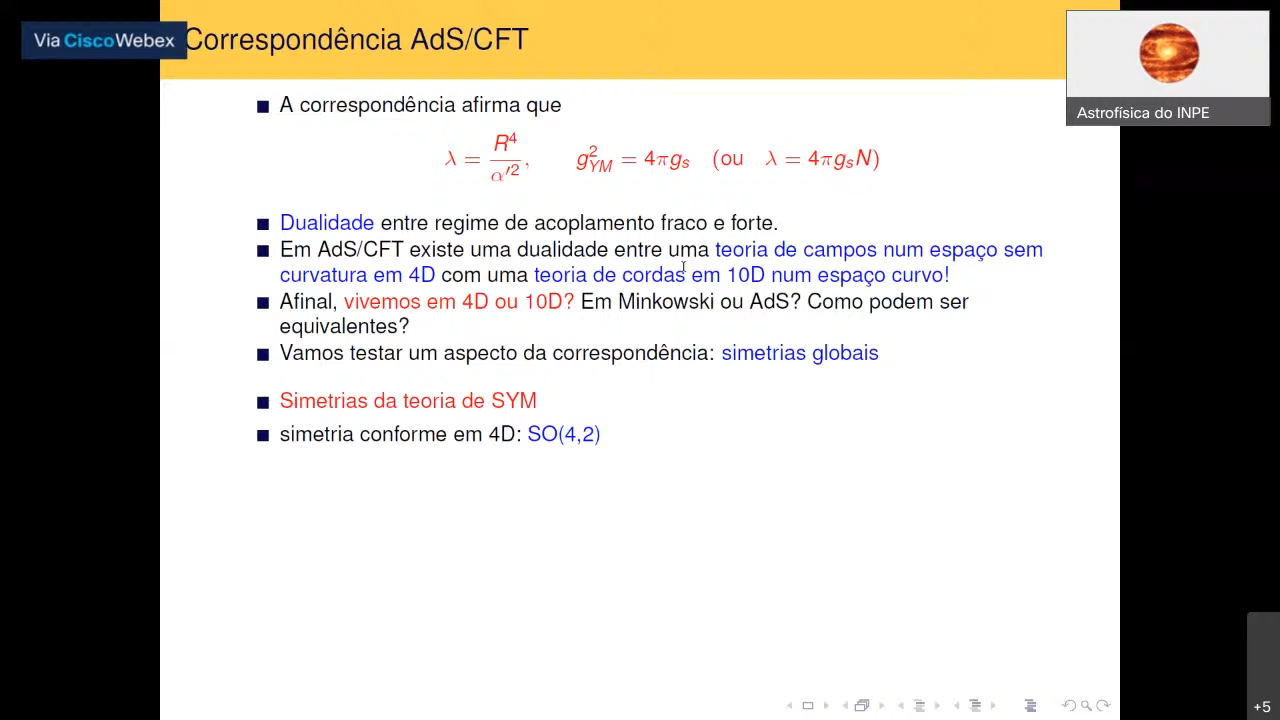 Via CiscoWebex
Correspondência AdS/CFT
Astrofísica do INPE
■ A correspondência afirma que
λ = R⁴/α′², g²_YM = 4πg_s (ou λ = 4πg_sN)
■ Dualidade entre regime de acoplamento fraco e forte.
■ Em AdS/CFT existe uma dualidade entre uma teoria de campos num espaço sem
curvatura em 4D com uma teoria de cordas em 10D num espaço curvo!
■ Afinal, vivemos em 4D ou 10D? Em Minkowski ou AdS? Como podem ser
equivalentes?
■ Vamos testar um aspecto da correspondência: simetrias globais
■ Simetrias da teoria de SYM
■ simetria conforme em 4D: SO(4,2)
+5